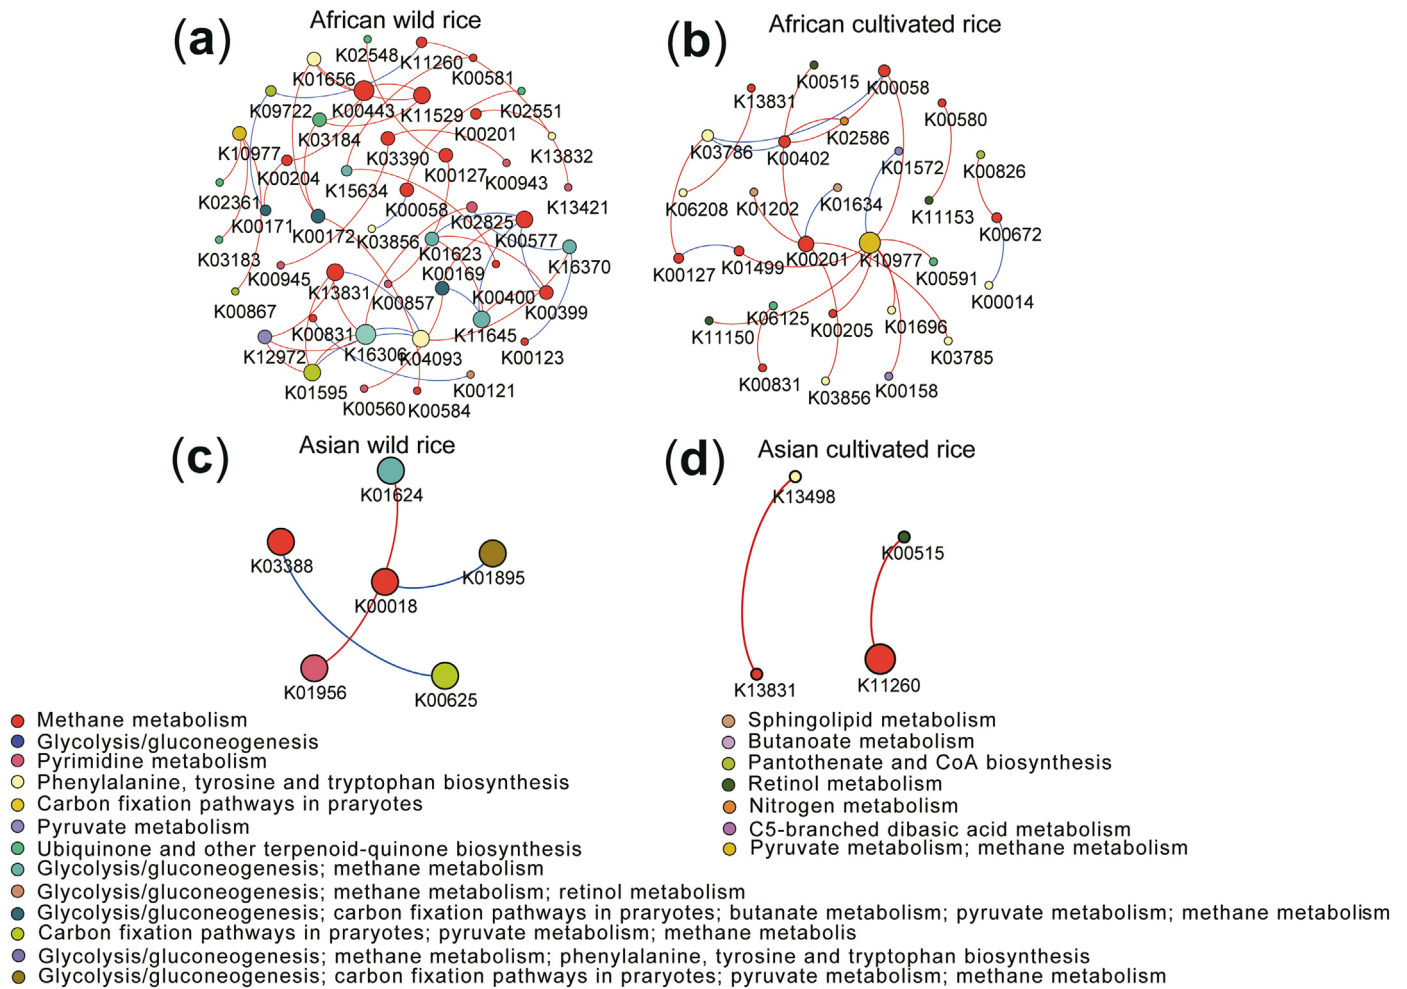 (a)
African wild rice
K02548
K11260
K01656
K00581
K09722
K00443
K11529
K02551
K03184
K00201
K10977
K03390
K13832
K00204
K00127
K00943
K15634
K02361
K00058
K13421
K00171
K00172
K02825
K03856
K00577
K01623
K03183
K16370
K00945
K00169
K13831
K00857
K00400
K00867
K00399
K00831
K11645
K12972
K16306
K04093
K00123
K01595
K00121
K00560
K00584
(b)
African cultivated rice
K00515
K00058
K13831
K00580
K02586
K03786
K00402
K01572
K00826
K06208
K01202
K01634
K11153
K00672
K00201
K10977
K00127
K01499
K00591
K00014
K06125
K11150
K00205
K01696
K03785
K00831
K03856
K00158
(c)
Asian wild rice
K01624
K03388
K01895
K00018
K01956
K00625
(d)
Asian cultivated rice
K13498
K00515
K13831
K11260
Methane metabolism
Glycolysis/gluconeogenesis
Pyrimidine metabolism
Phenylalanine, tyrosine and tryptophan biosynthesis
Carbon fixation pathways in praryotes
Pyruvate metabolism
Ubiquinone and other terpenoid-quinone biosynthesis
Glycolysis/gluconeogenesis; methane metabolism
Glycolysis/gluconeogenesis; methane metabolism; retinol metabolism
Glycolysis/gluconeogenesis; carbon fixation pathways in praryotes; butanate metabolism; pyruvate metabolism; methane metabolism
Carbon fixation pathways in praryotes; pyruvate metabolism; methane metabolis
Glycolysis/gluconeogenesis; methane metabolism; phenylalanine, tyrosine and tryptophan biosynthesis
Glycolysis/gluconeogenesis; carbon fixation pathways in praryotes; pyruvate metabolism; methane metabolism
Sphingolipid metabolism
Butanoate metabolism
Pantothenate and CoA biosynthesis
Retinol metabolism
Nitrogen metabolism
C5-branched dibasic acid metabolism
Pyruvate metabolism; methane metabolism